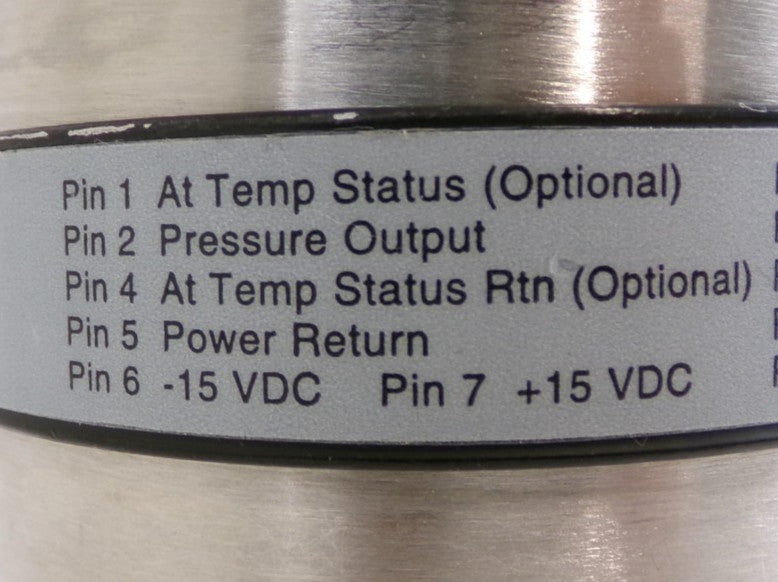 Pin 1 At Temp Status (Optional)
Pin 2 Pressure Output
Pin 4 At Temp Status Rtn (Optional)
Pin 5 Power Return
Pin 6 -15 VDC Pin 7 +15 VDC